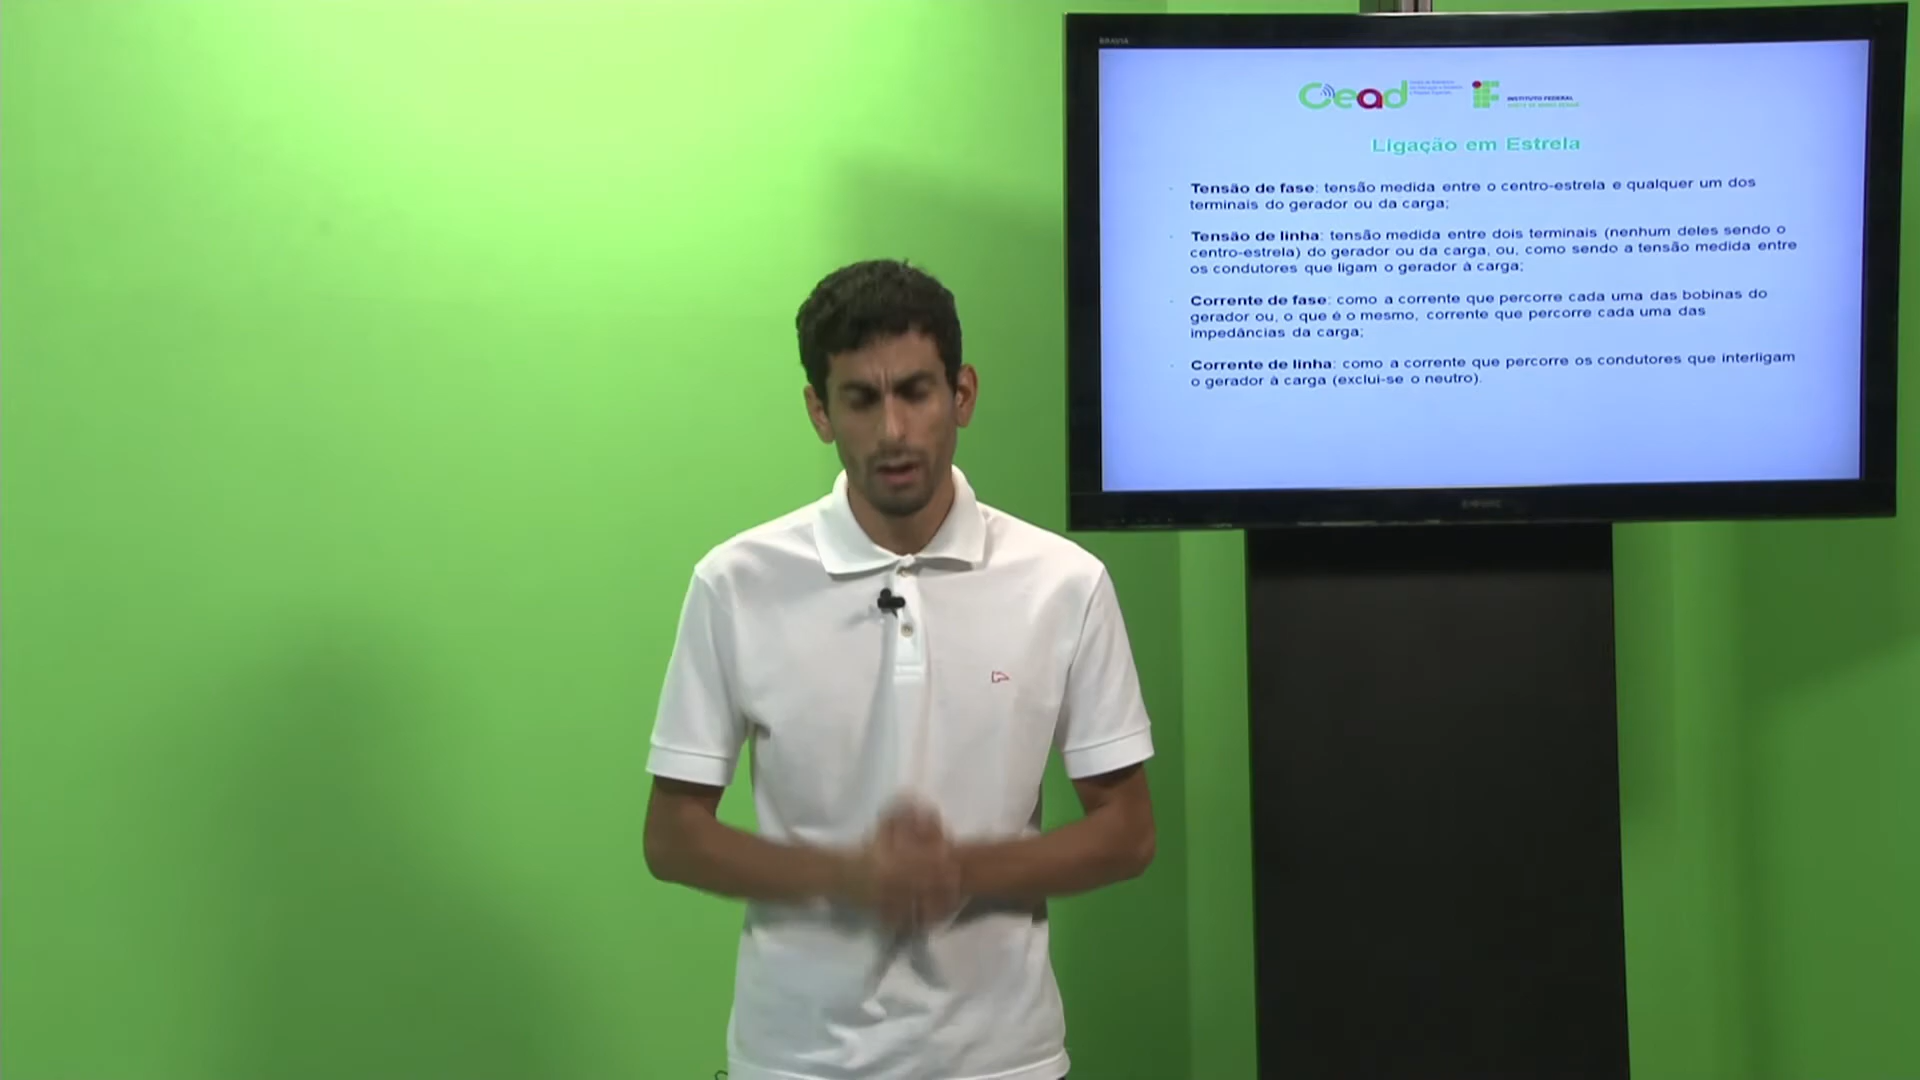 BRAVIA
Cead
INSTITUTO FEDERAL
Ligação em Estrela
Tensão de fase: tensão medida entre o centro-estrela e qualquer um dos
terminais do gerador ou da carga;
Tensão de linha: tensão medida entre dois terminais (nenhum deles sendo o
centro-estrela) do gerador ou da carga, ou, como sendo a tensão medida entre
os condutores que ligam o gerador à carga;
Corrente de fase: como a corrente que percorre cada uma das bobinas do
gerador ou, o que é o mesmo, corrente que percorre cada uma das
impedâncias da carga;
Corrente de linha: como a corrente que percorre os condutores que interligam
o gerador à carga (exclui-se o neutro).